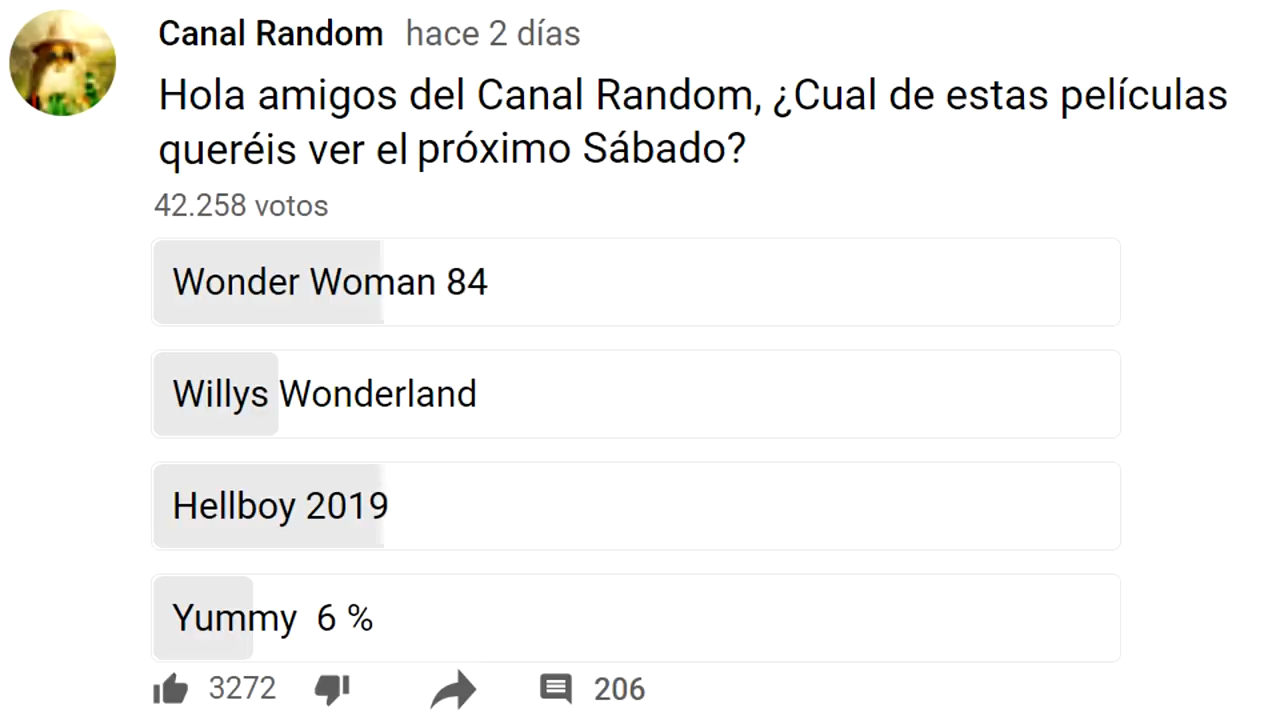 Canal Random hace 2 días
Hola amigos del Canal Random, ¿Cual de estas películas
queréis ver el próximo Sábado?
42.258 votos
Wonder Woman 84
Willys Wonderland
Hellboy 2019
Yummy 6 %
3272 206